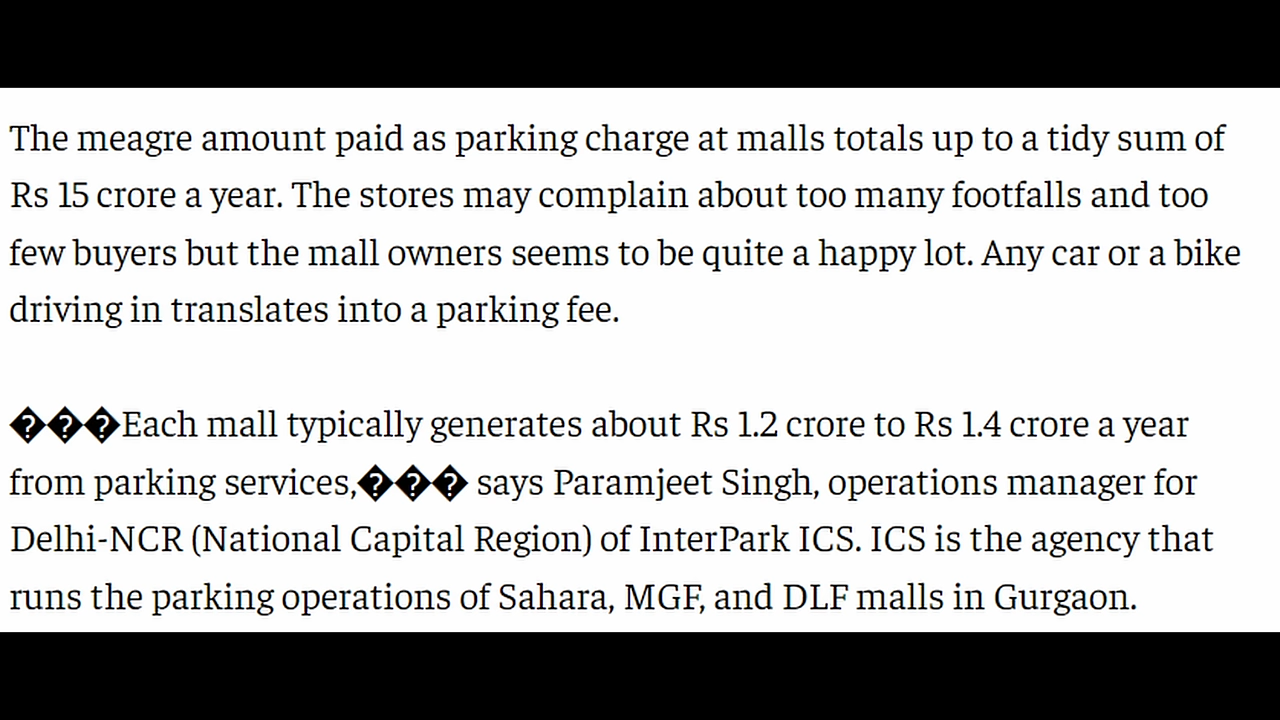 The meagre amount paid as parking charge at malls totals up to a tidy sum of
Rs 15 crore a year. The stores may complain about too many footfalls and too
few buyers but the mall owners seems to be quite a happy lot. Any car or a bike
driving in translates into a parking fee.
���Each mall typically generates about Rs 1.2 crore to Rs 1.4 crore a year
from parking services,��� says Paramjeet Singh, operations manager for
Delhi-NCR (National Capital Region) of InterPark ICS. ICS is the agency that
runs the parking operations of Sahara, MGF, and DLF malls in Gurgaon.